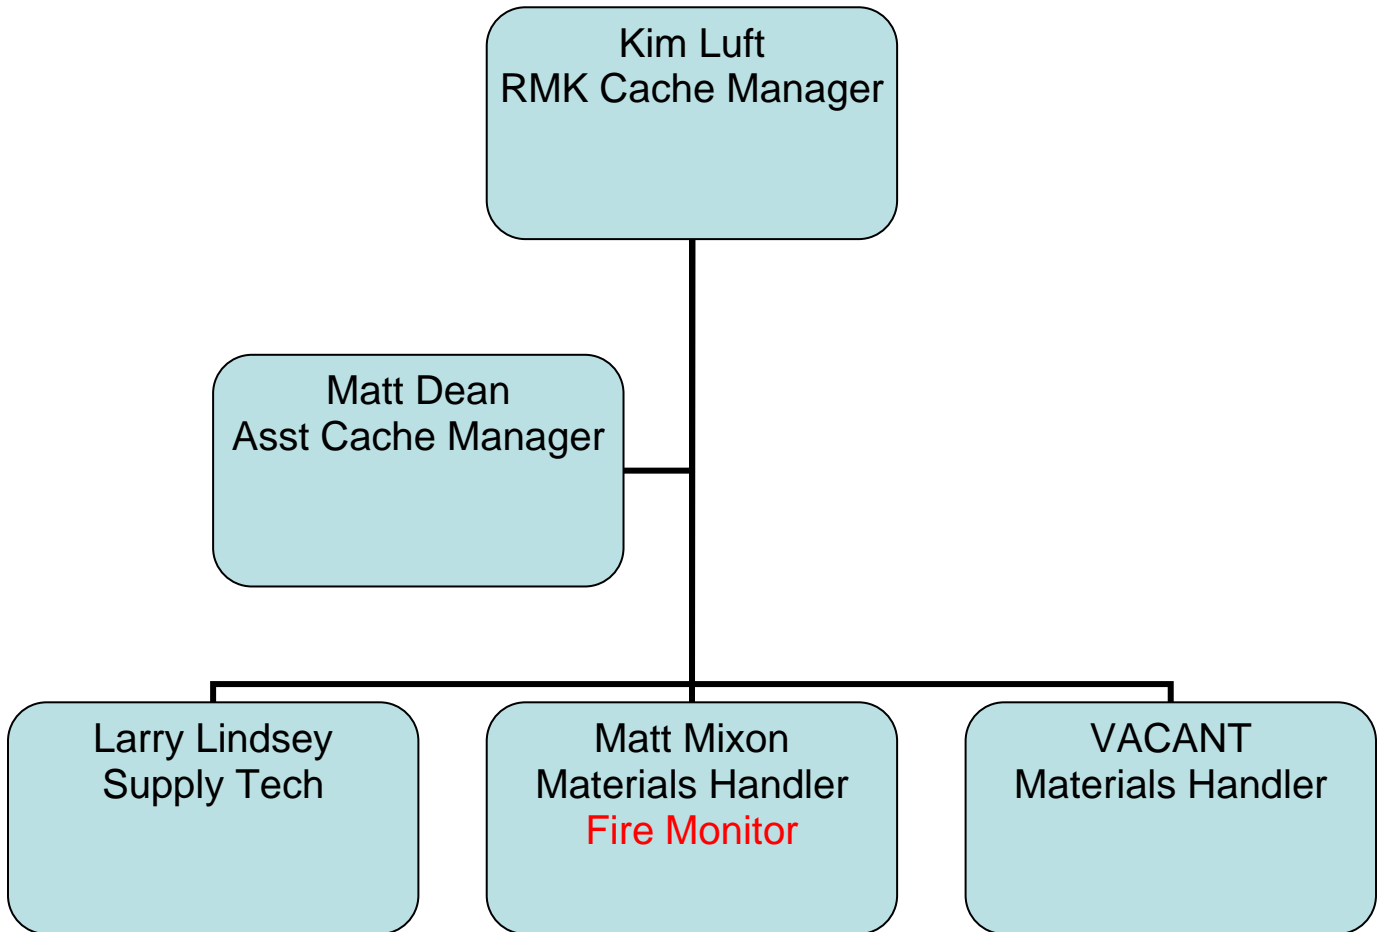 Kim Luft
RMK Cache Manager
Matt Dean
Asst Cache Manager
Larry Lindsey
Supply Tech
Matt Mixon
Materials Handler
Fire Monitor
VACANT
Materials Handler